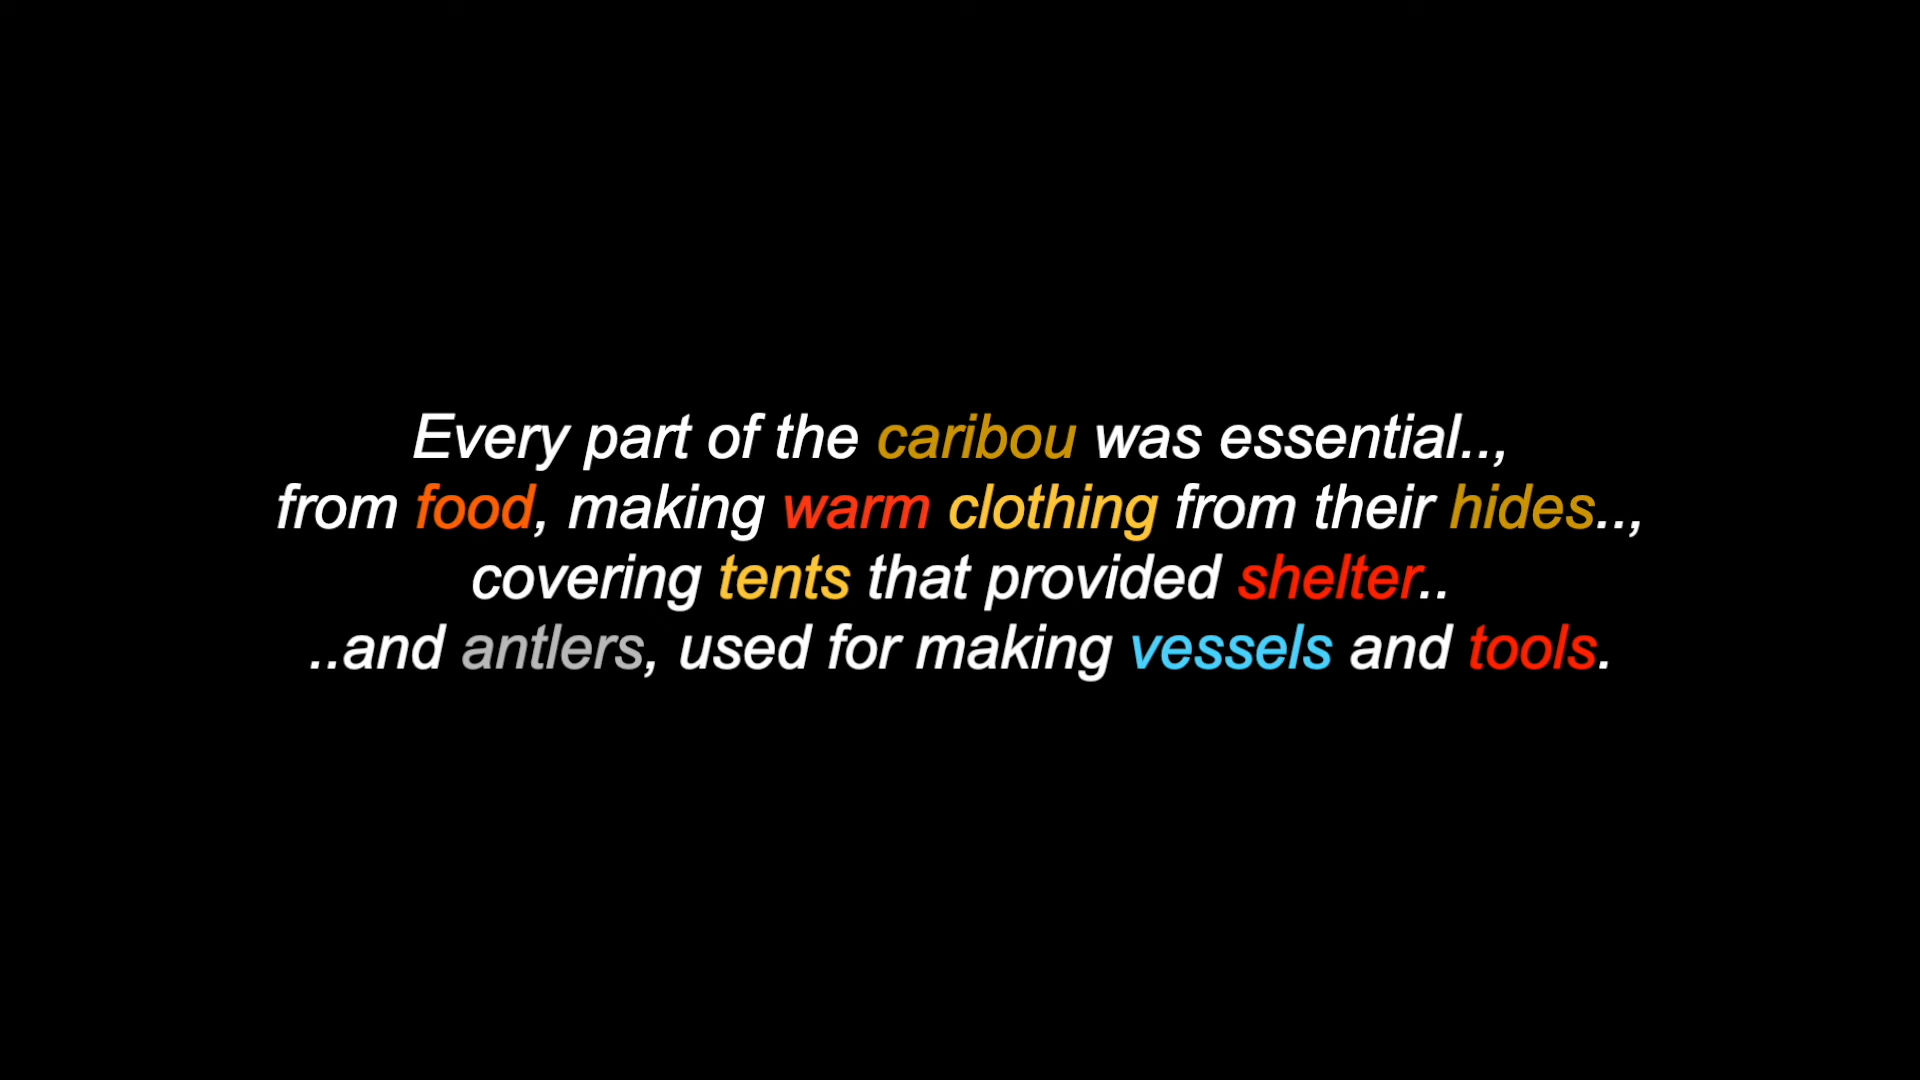 Every part of the caribou was essential..,
from food, making warm clothing from their hides..,
covering tents that provided shelter..
..and antlers, used for making vessels and tools.